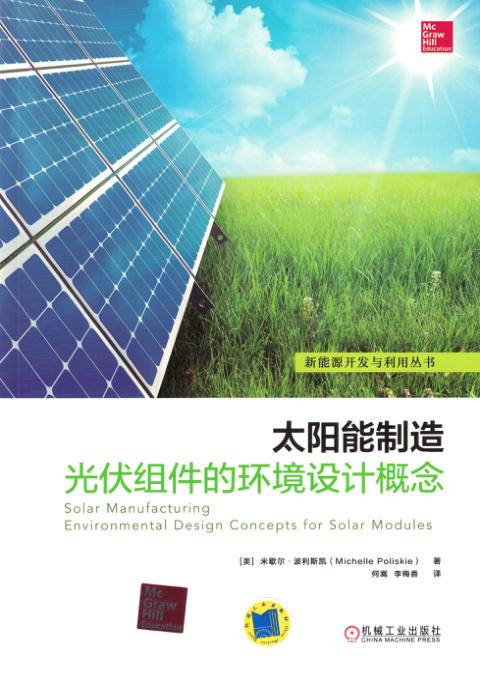 Mc
Graw
Hill
Education
新能源开发与利用丛书
太阳能制造
光伏组件的环境设计概念
Solar Manufacturing
Environmental Design Concepts for Solar Modules
[美] 米歇尔·波利斯凯(Michelle Poliskie) 著
何嵩 李梅香 译
Mc
Graw
Hill
Education
机械工业出版社
CHINA MACHINE PRESS